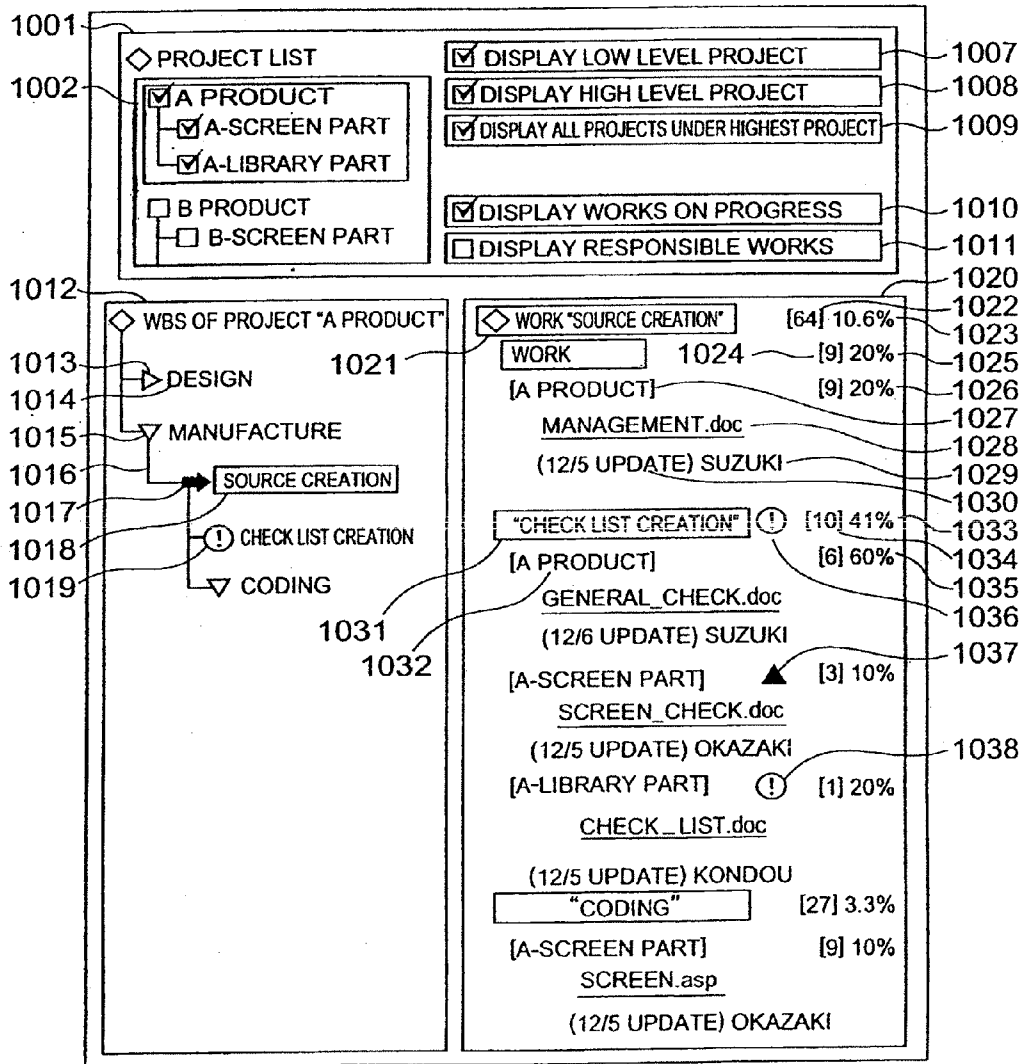 1001
PROJECT LIST
DISPLAY LOW LEVEL PROJECT 1007
1002 A PRODUCT DISPLAY HIGH LEVEL PROJECT 1008
A-SCREEN PART DISPLAY ALL PROJECTS UNDER HIGHEST PROJECT 1009
A-LIBRARY PART
B PRODUCT DISPLAY WORKS ON PROGRESS 1010
B-SCREEN PART DISPLAY RESPONSIBLE WORKS 1011
1012
WBS OF PROJECT "A PRODUCT"
1013
DESIGN
1014
1015 MANUFACTURE
1016
1017 SOURCE CREATION
1018
CHECK LIST CREATION
1019
CODING
1020
1022
WORK "SOURCE CREATION" [64] 10.6% 1023
1021 WORK 1024 [9] 20% 1025
[A PRODUCT] [9] 20% 1026
1027
MANAGEMENT.doc 1028
(12/5 UPDATE) SUZUKI 1029
1030
"CHECK LIST CREATION" ! [10] 41% 1033
1034
[A PRODUCT] [6] 60% 1035
GENERAL_CHECK.doc 1036
1031
(12/6 UPDATE) SUZUKI
1032
1037
[A-SCREEN PART] [3] 10%
SCREEN_CHECK.doc
(12/5 UPDATE) OKAZAKI 1038
[A-LIBRARY PART] ! [1] 20%
CHECK_LIST.doc
(12/5 UPDATE) KONDOU
"CODING" [27] 3.3%
[A-SCREEN PART] [9] 10%
SCREEN.asp
(12/5 UPDATE) OKAZAKI